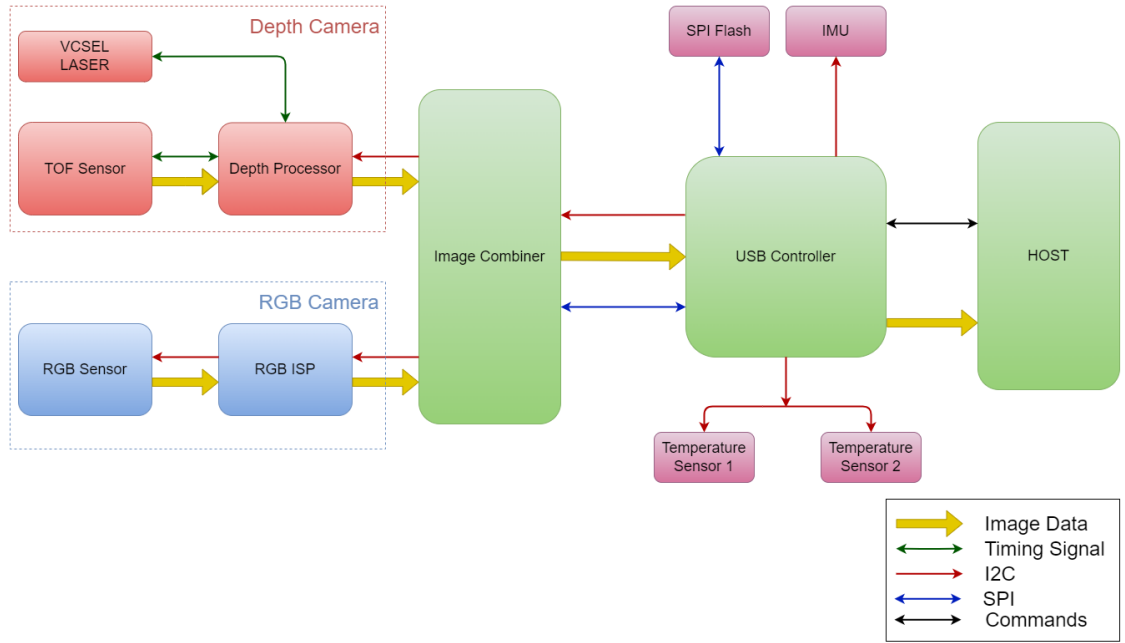 Depth Camera
VCSEL
LASER
TOF Sensor
Depth Processor
RGB Camera
RGB Sensor
RGB ISP
Image Combiner
SPI Flash
IMU
USB Controller
HOST
Temperature
Sensor 1
Temperature
Sensor 2
Image Data
Timing Signal
I2C
SPI
Commands